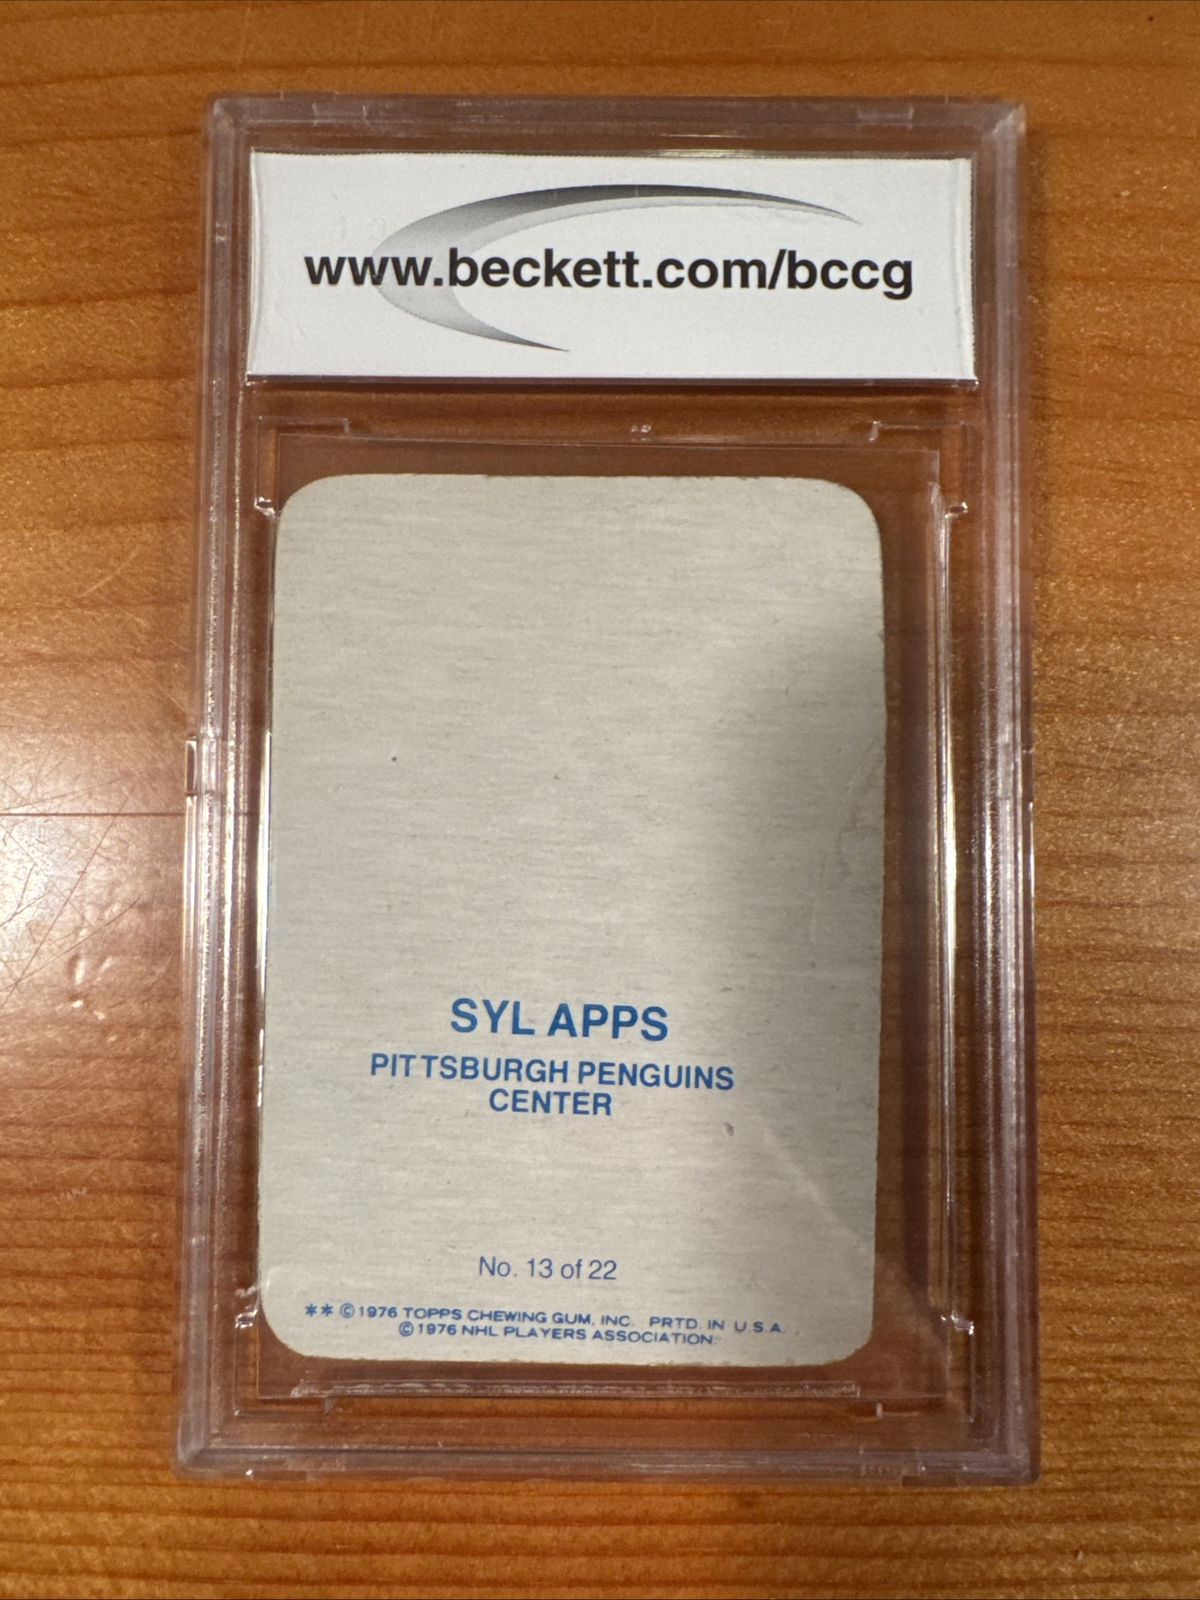 www.beckett.com/bccg
SYL APPS
PITTSBURGH PENGUINS
CENTER
No. 13 of 22
** © 1976 TOPPS CHEWING GUM, INC. PRTD. IN U.S.A.
© 1976 NHL PLAYERS ASSOCIATION.